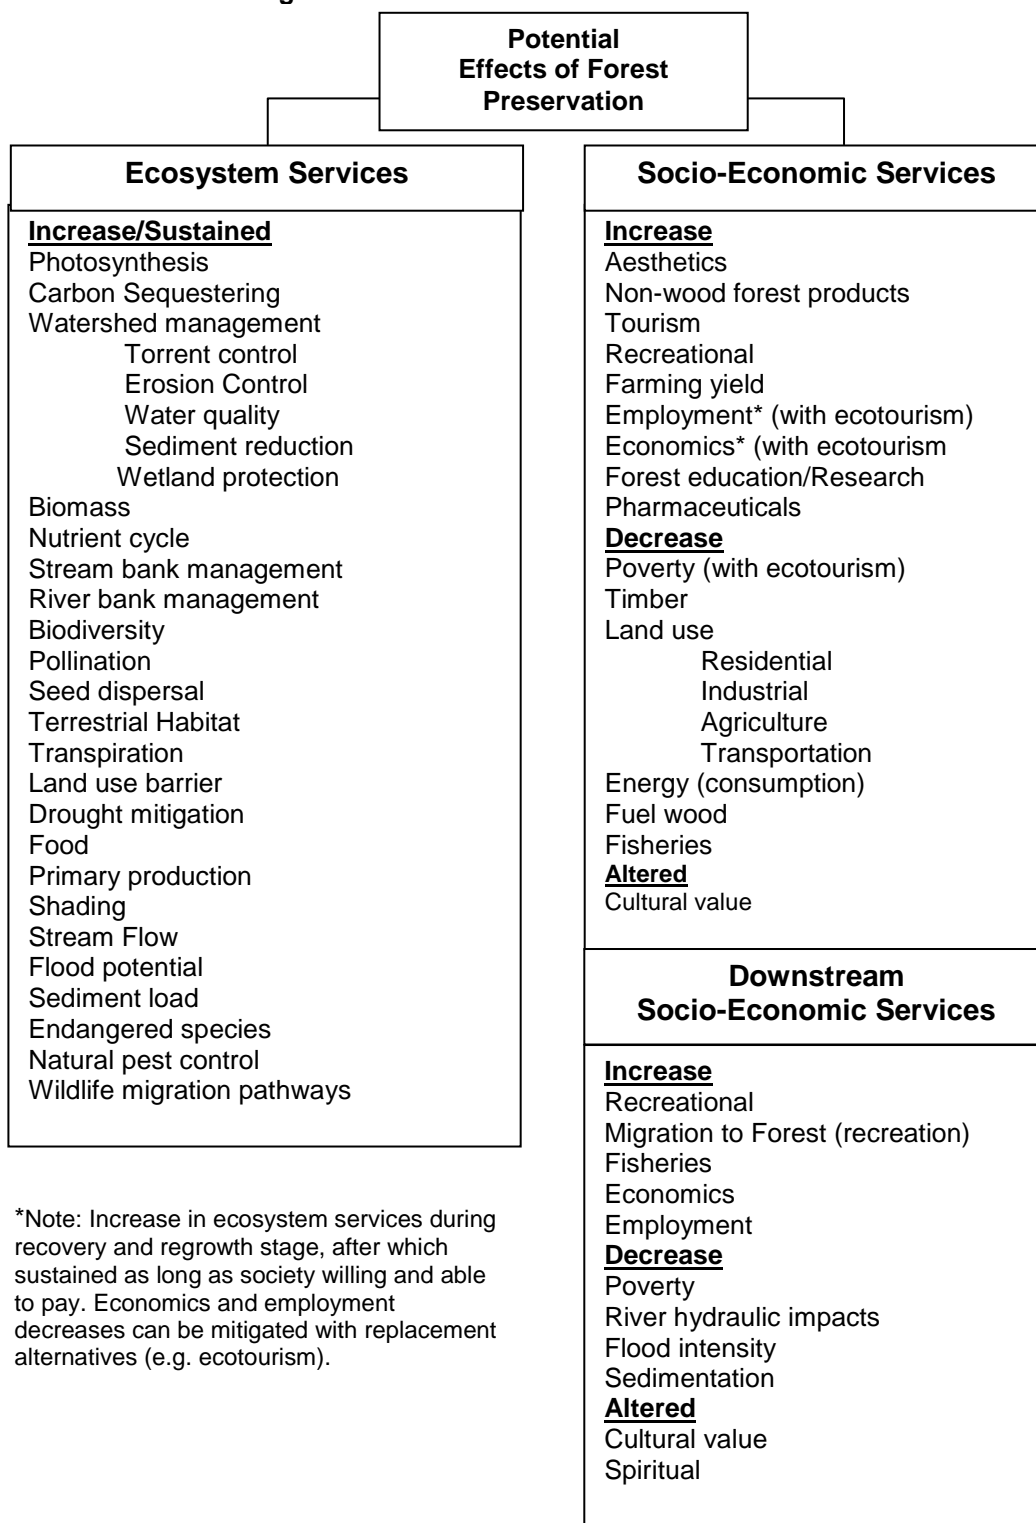 Potential
Effects of Forest
Preservation
Ecosystem Services
Increase/Sustained
Photosynthesis
Carbon Sequestering
Watershed management
Torrent control
Erosion Control
Water quality
Sediment reduction
Wetland protection
Biomass
Nutrient cycle
Stream bank management
River bank management
Biodiversity
Pollination
Seed dispersal
Terrestrial Habitat
Transpiration
Land use barrier
Drought mitigation
Food
Primary production
Shading
Stream Flow
Flood potential
Sediment load
Endangered species
Natural pest control
Wildlife migration pathways
*Note: Increase in ecosystem services during
recovery and regrowth stage, after which
sustained as long as society willing and able
to pay. Economics and employment
decreases can be mitigated with replacement
alternatives (e.g. ecotourism).
Socio-Economic Services
Increase
Aesthetics
Non-wood forest products
Tourism
Recreational
Farming yield
Employment* (with ecotourism)
Economics* (with ecotourism
Forest education/Research
Pharmaceuticals
Decrease
Poverty (with ecotourism)
Timber
Land use
Residential
Industrial
Agriculture
Transportation
Energy (consumption)
Fuel wood
Fisheries
Altered
Cultural value
Downstream
Socio-Economic Services
Increase
Recreational
Migration to Forest (recreation)
Fisheries
Economics
Employment
Decrease
Poverty
River hydraulic impacts
Flood intensity
Sedimentation
Altered
Cultural value
Spiritual